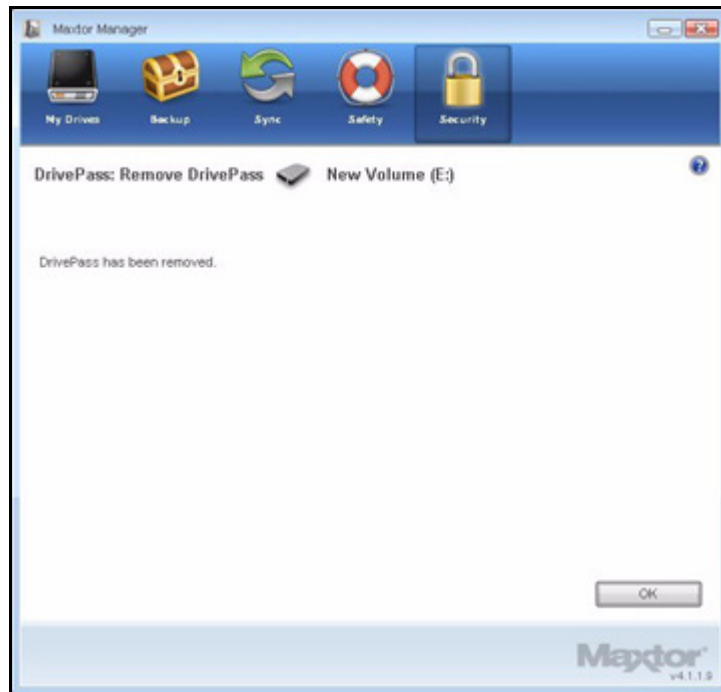 Maxtor Manager
My Drives Backup Sync Safety Security
DrivePass: Remove DrivePass New Volume (E:)
DrivePass has been removed.
OK
Maxtor
v4.1.1.9